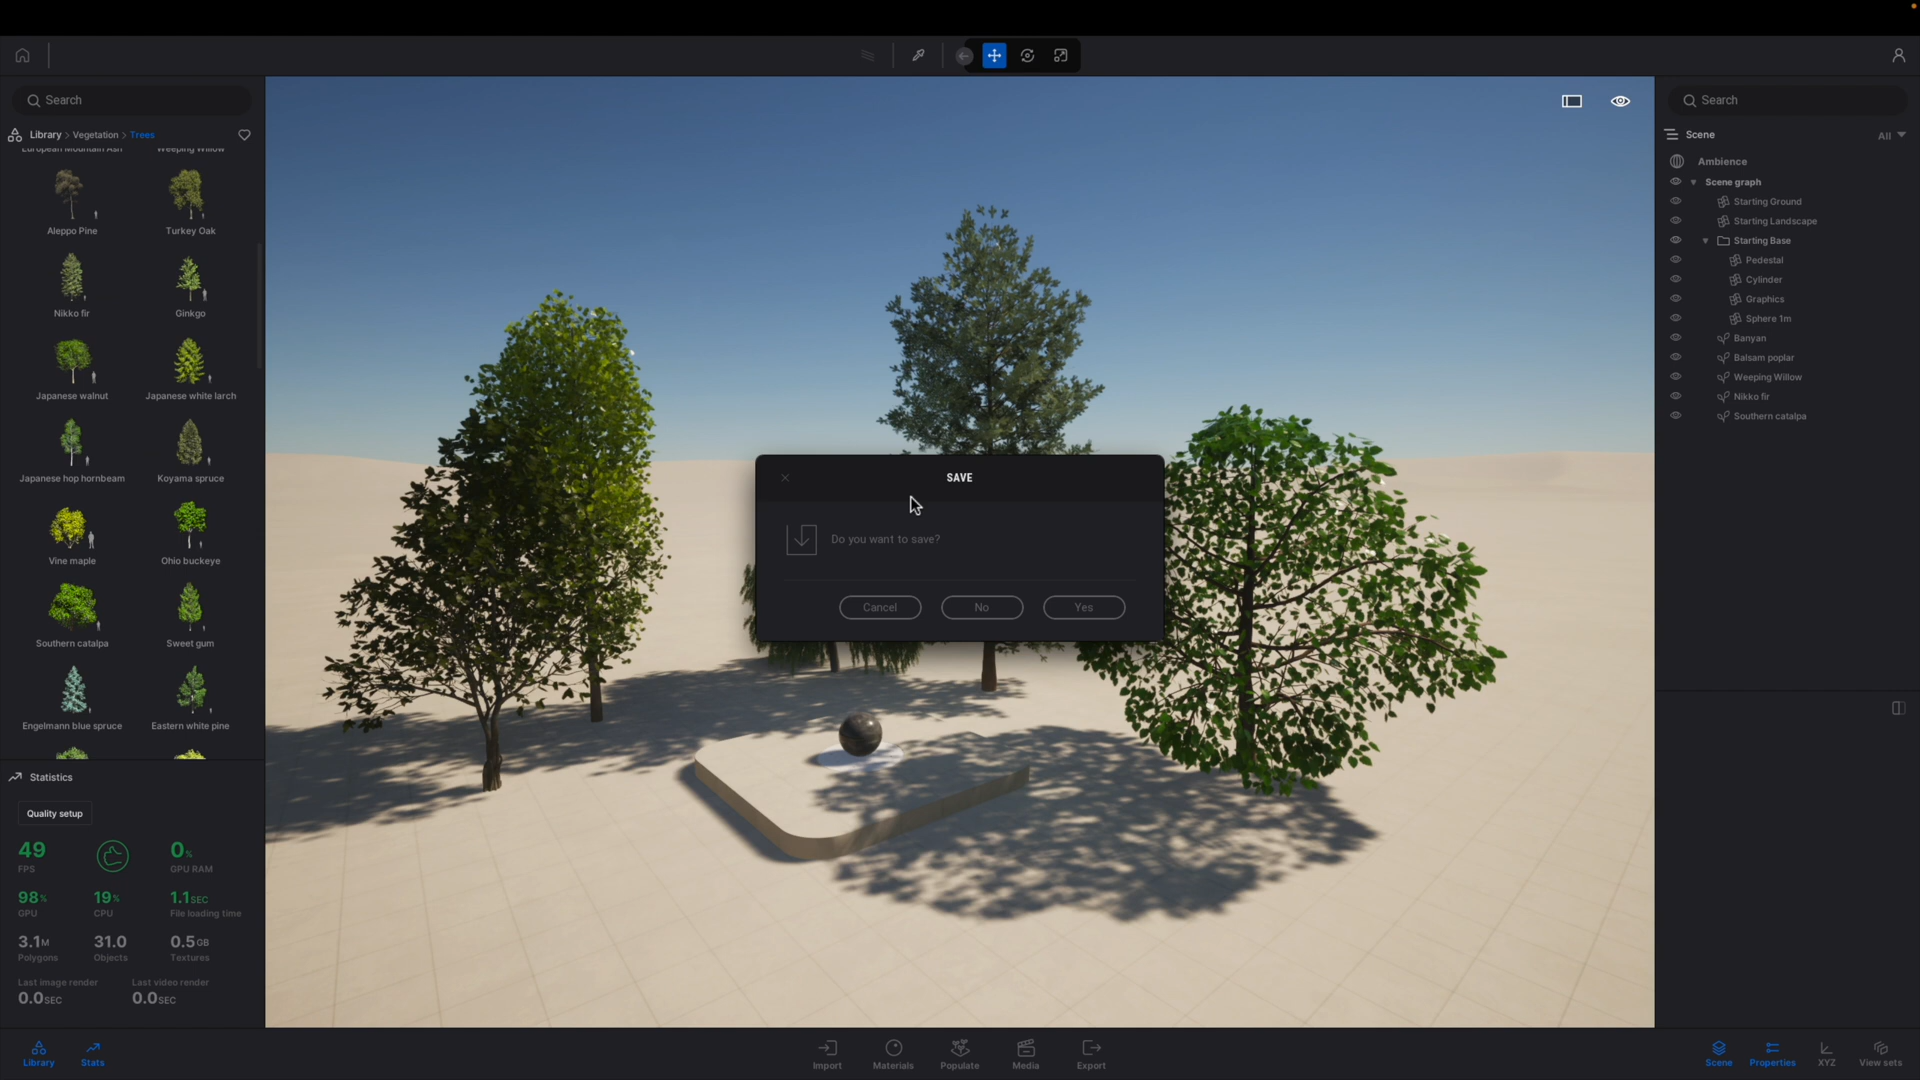 Search
Library > Vegetation > Trees
European Mountain Ash
Weeping Willow
Aleppo Pine
Turkey Oak
Nikko fir
Ginkgo
Japanese walnut
Japanese white larch
Japanese hop hornbeam
Koyama spruce
Vine maple
Ohio buckeye
Southern catalpa
Sweet gum
Engelmann blue spruce
Eastern white pine
Statistics
Quality setup
49
FPS
0%
GPU RAM
98%
GPU
19%
CPU
1.1SEC
File loading time
3.1M
Polygons
31.0
Objects
0.5GB
Textures
Last image render
0.0SEC
Last video render
0.0SEC
SAVE
Do you want to save?
Cancel
No
Yes
Search
Scene
All
Ambience
Scene graph
Starting Ground
Starting Landscape
Starting Base
Pedestal
Cylinder
Graphics
Sphere 1m
Banyan
Balsam poplar
Weeping Willow
Nikko fir
Southern catalpa
Library
Stats
Import
Materials
Populate
Media
Export
Scene
Properties
XYZ
View sets